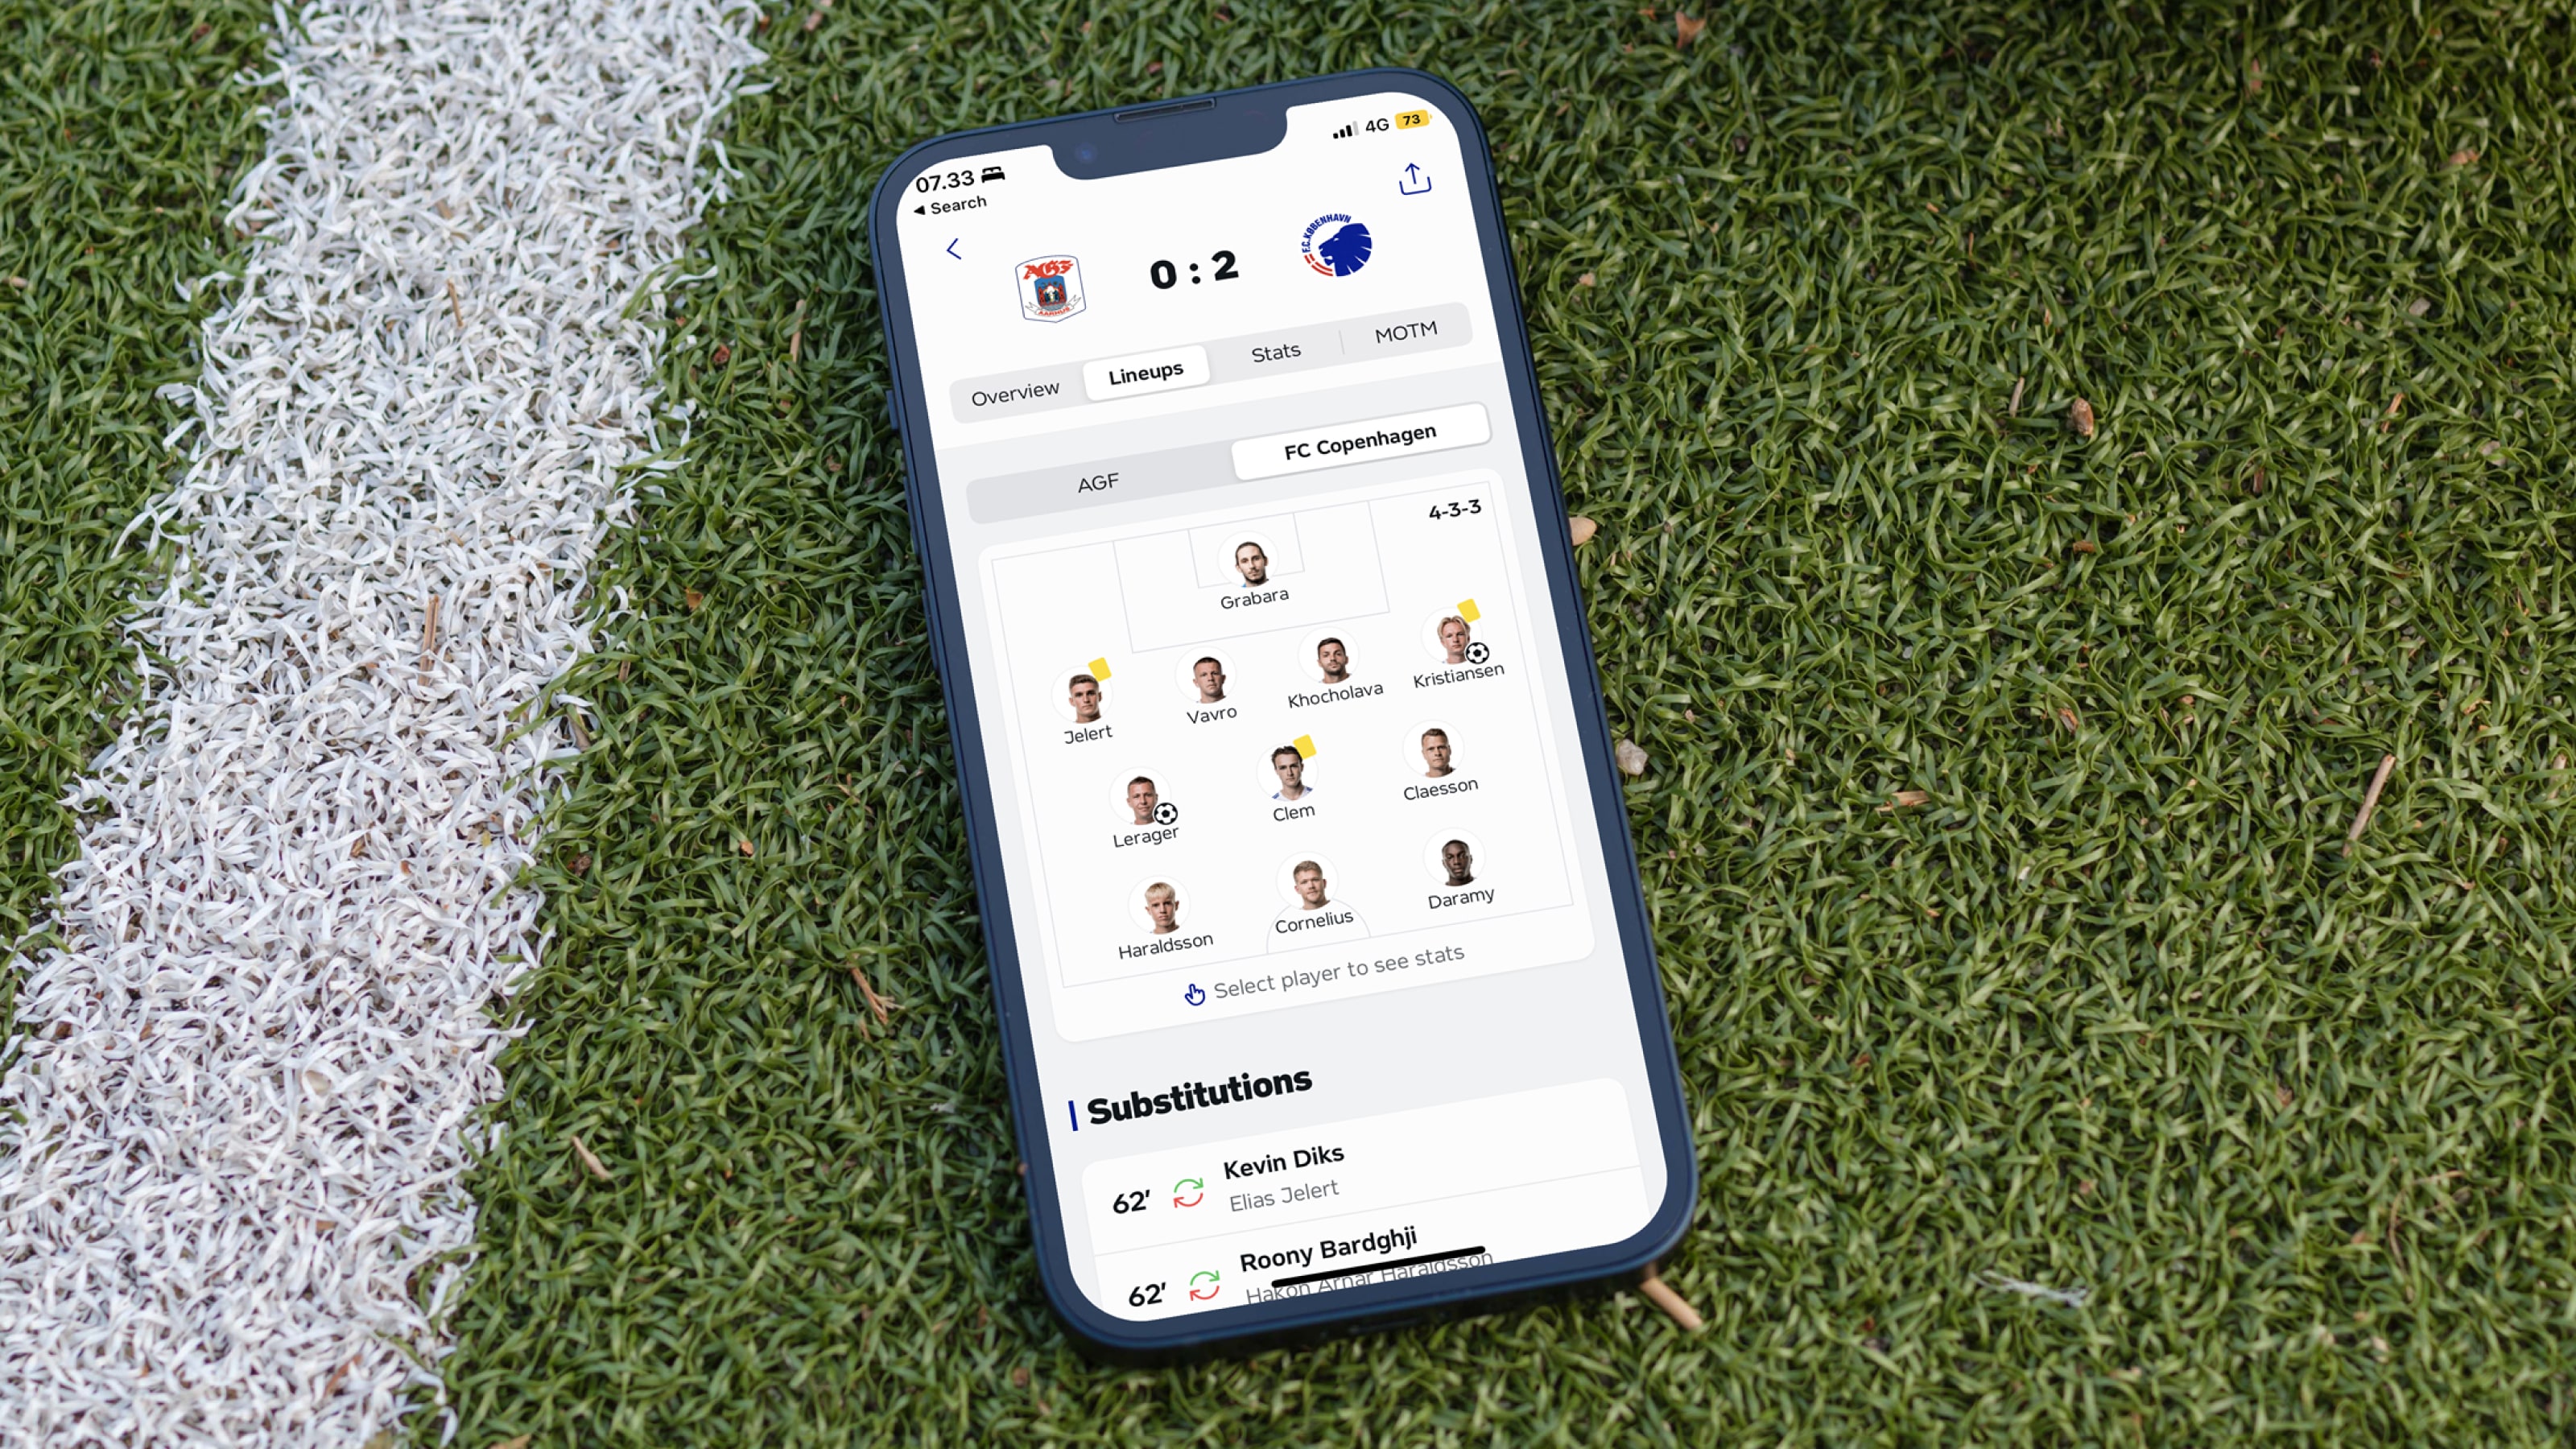 07.33
4G 73
◀ Search
AGF
AARHUS
0 : 2
F.C. KØBENHAVN
Overview Lineups Stats MOTM
AGF FC Copenhagen
4-3-3
Grabara
Jelert Vavro Khocholava Kristiansen
Lerager Clem Claesson
Haraldsson Cornelius Daramy
Select player to see stats
Substitutions
62' Kevin Diks
Elias Jelert
62' Roony Bardghji
Hakon Arnar Haraldsson